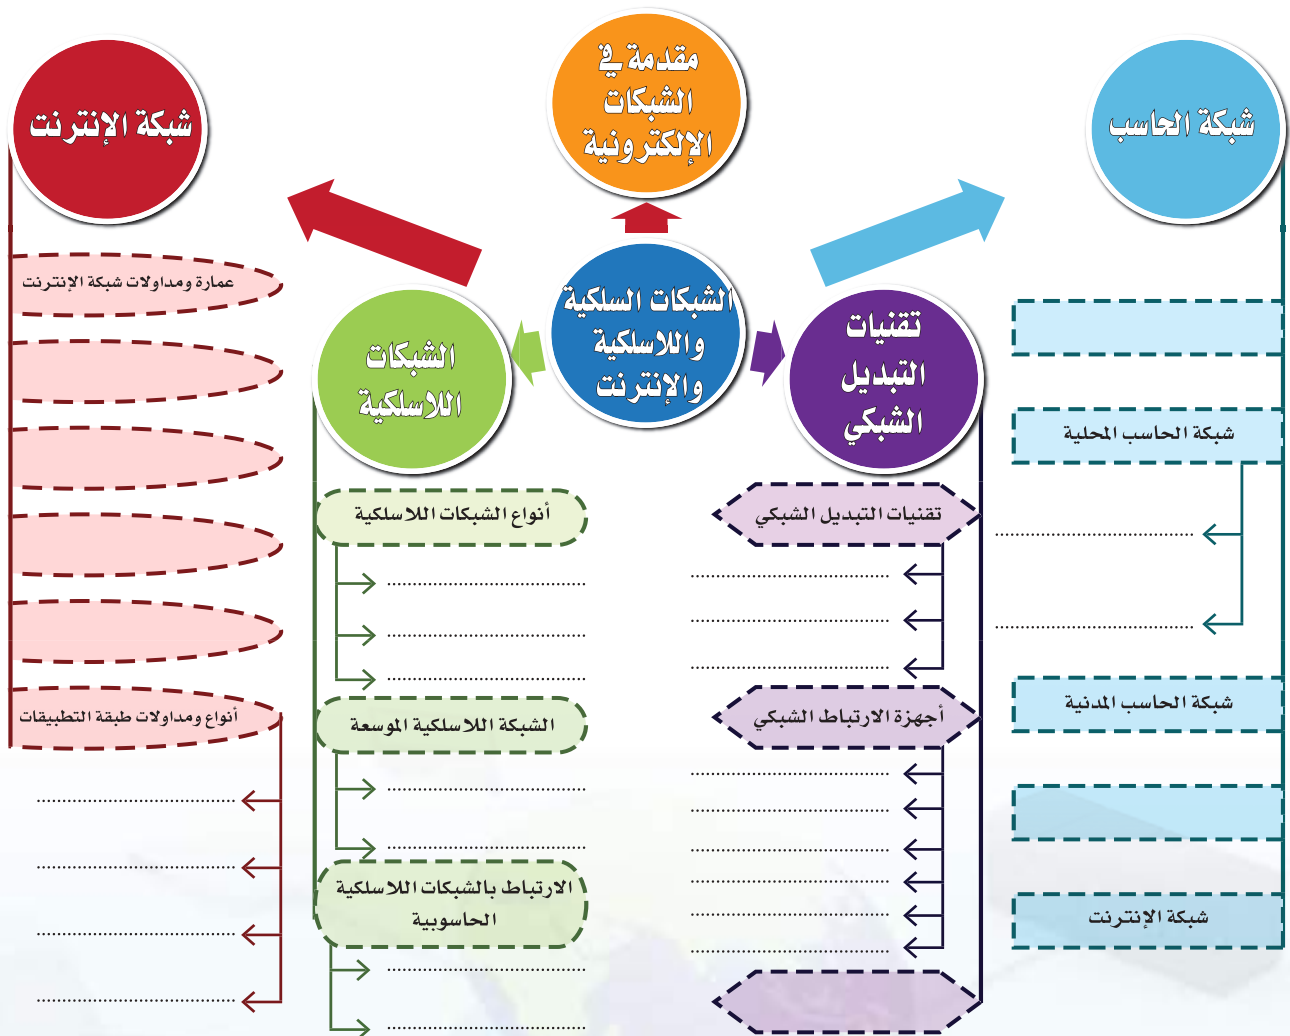 مقدمة في
الشبكات
الإلكترونية
الشبكات السلكية
واللاسلكية
والإنترنت
شبكة الحاسب
شبكة الحاسب المحلية
شبكة الحاسب المدنية
شبكة الإنترنت
تقنيات
التبديل
الشبكي
تقنيات التبديل الشبكي
أجهزة الارتباط الشبكي
الشبكات
اللاسلكية
أنواع الشبكات اللاسلكية
الشبكة اللاسلكية الموسعة
الارتباط بالشبكات اللاسلكية
الحاسوبية
شبكة الإنترنت
عمارة ومداولات شبكة الإنترنت
أنواع ومداولات طبقة التطبيقات